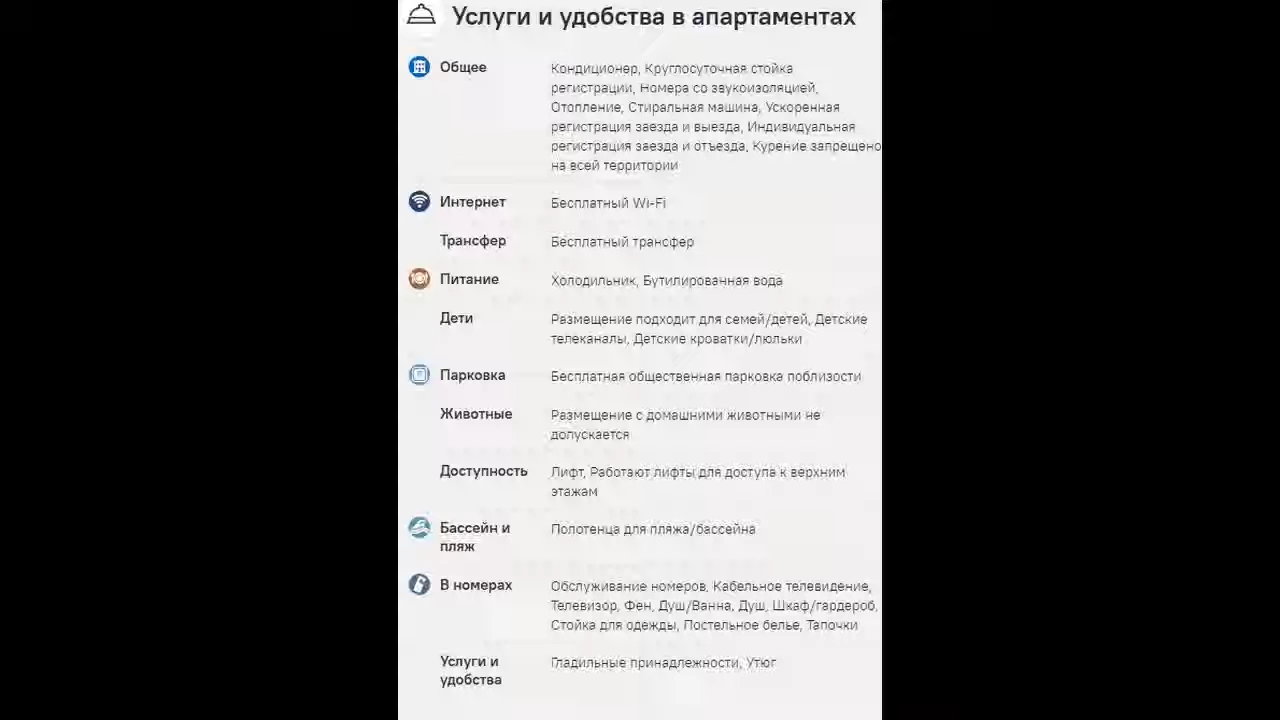 Услуги и удобства в апартаментах
Общее
Кондиционер, Круглосуточная стойка
регистрации, Номера со звукоизоляцией,
Отопление, Стиральная машина, Ускоренная
регистрация заезда и выезда, Индивидуальная
регистрация заезда и отъезда, Курение запрещено
на всей территории
Интернет
Бесплатный Wi-Fi
Трансфер
Бесплатный трансфер
Питание
Холодильник, Бутилированная вода
Дети
Размещение подходит для семей/детей, Детские
телеканалы, Детские кроватки/люльки
Парковка
Бесплатная общественная парковка поблизости
Животные
Размещение с домашними животными не
допускается
Доступность
Лифт, Работают лифты для доступа к верхним
этажам
Бассейн и
пляж
Полотенца для пляжа/бассейна
В номерах
Обслуживание номеров, Кабельное телевидение,
Телевизор, Фен, Душ/Ванна, Душ, Шкаф/гардероб,
Стойка для одежды, Постельное белье, Тапочки
Услуги и
удобства
Гладильные принадлежности, Утюг